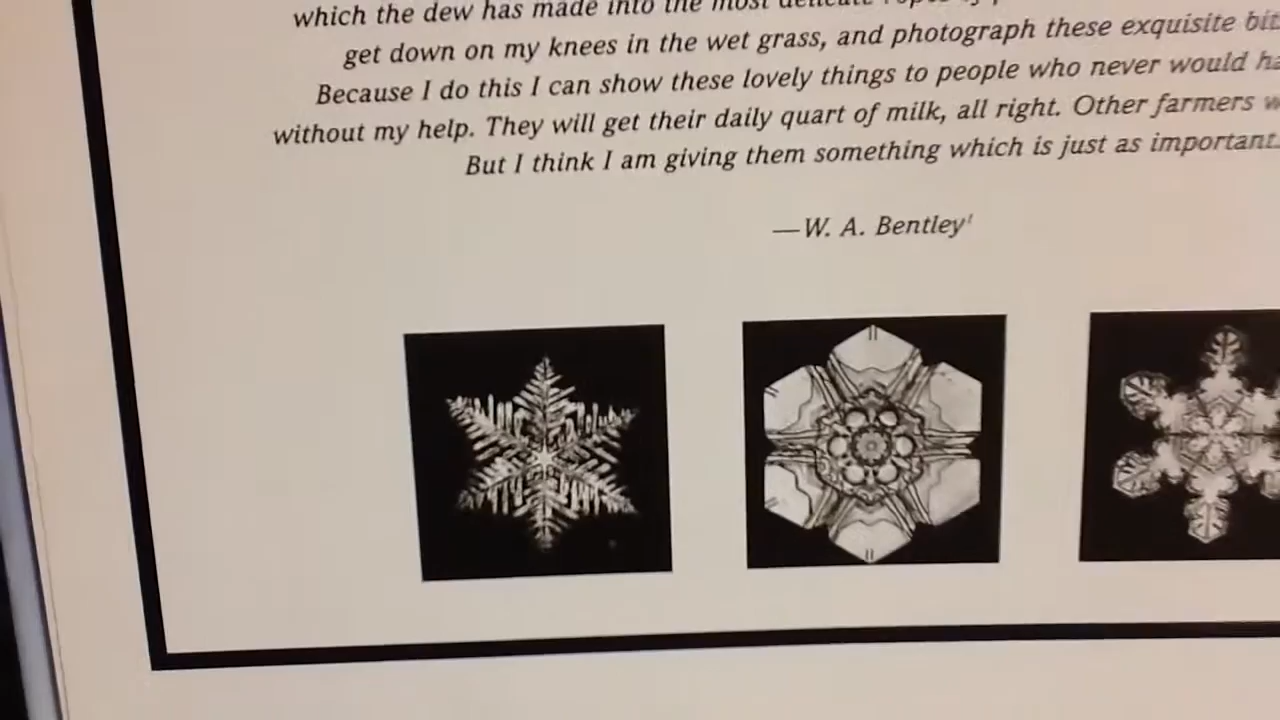 which the dew has made into the most delicate
get down on my knees in the wet grass, and photograph these exquisite
Because I do this I can show these lovely things to people who never would
without my help. They will get their daily quart of milk, all right. Other farmers
But I think I am giving them something which is just as important.
—W. A. Bentley¹